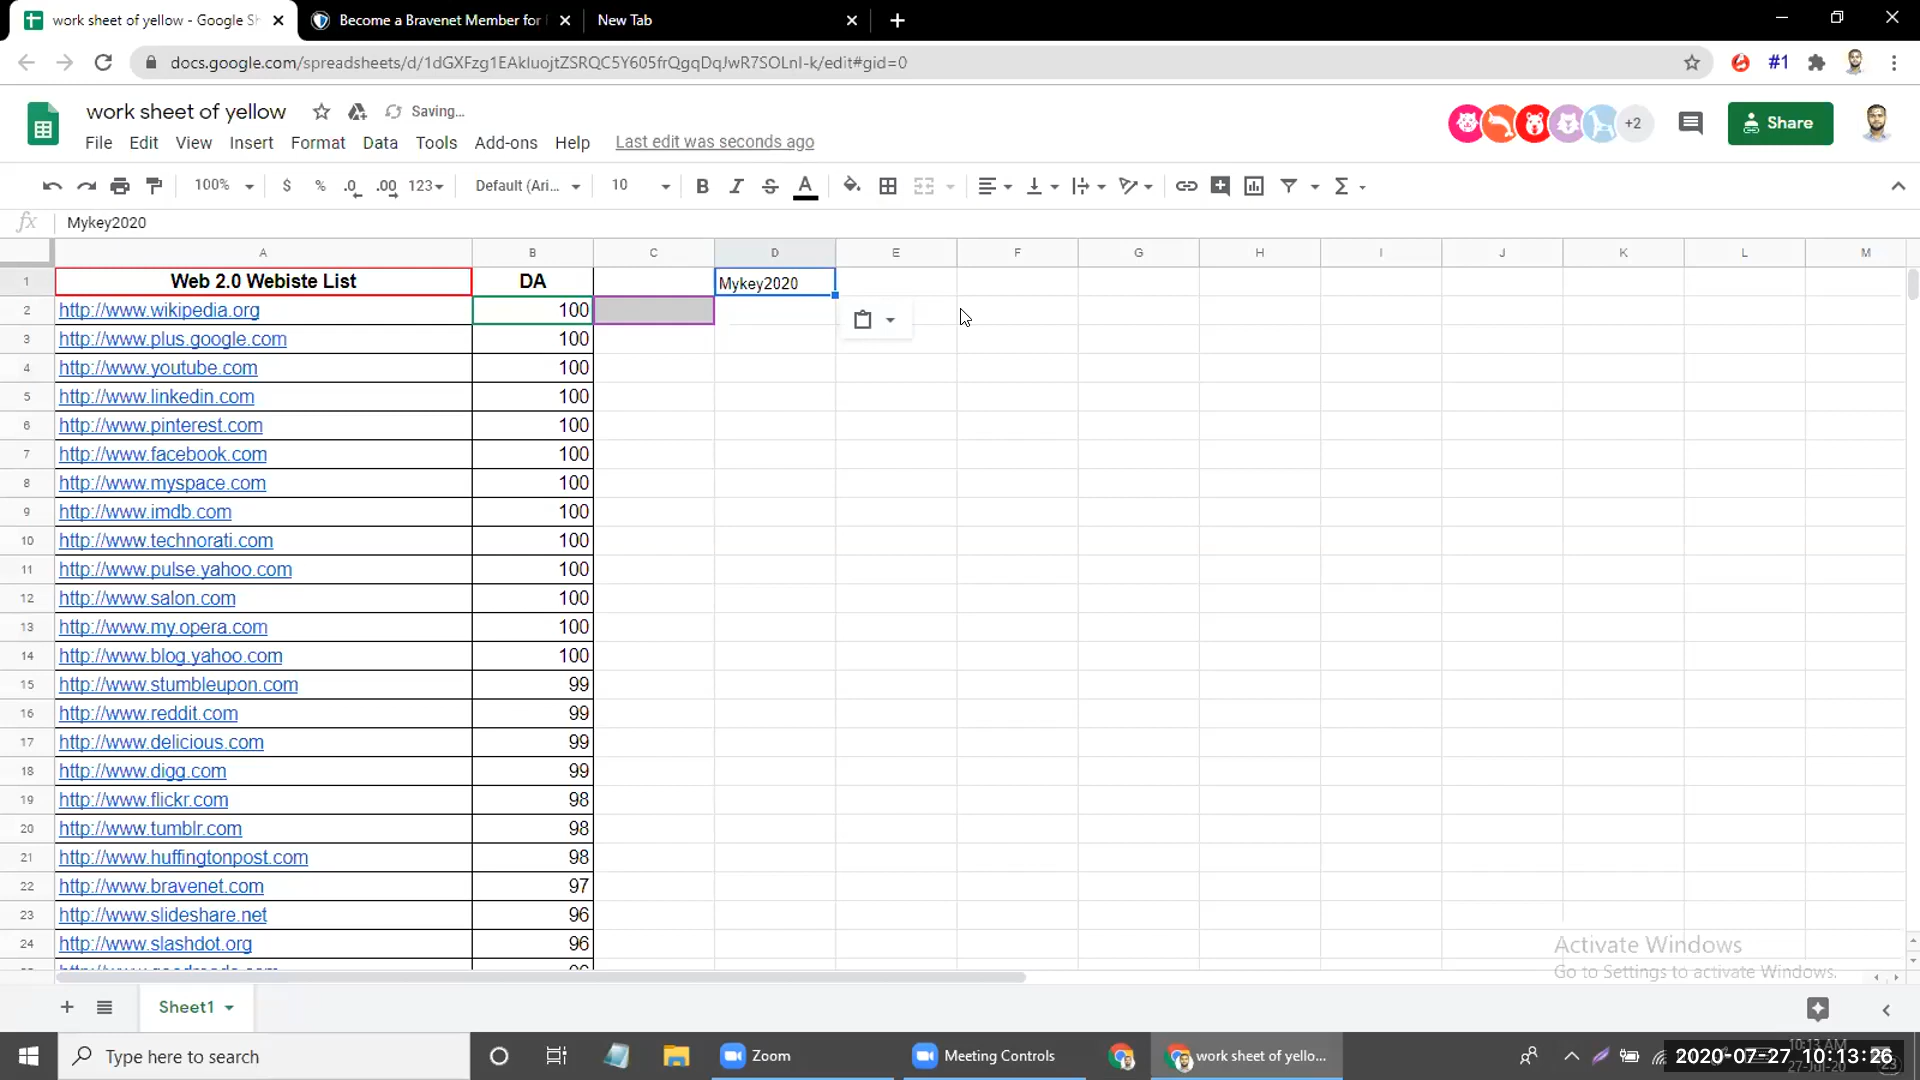 work sheet of yellow - Google Sh
Become a Bravenet Member for
New Tab
docs.google.com/spreadsheets/d/1dGXFzg1EAkIuojtZSRQC5Y605frQgqDqJwR7SOLnI-k/edit#gid=0
#1
work sheet of yellow
Saving...
+2
Share
File Edit View Insert Format Data Tools Add-ons Help Last edit was seconds ago
100% $ % .0 .00 123 Default (Ari... 10 B I S A
fx Mykey2020
A B C D E F G H I J K L M
1 Web 2.0 Webiste List DA Mykey2020
2 http://www.wikipedia.org 100
3 http://www.plus.google.com 100
4 http://www.youtube.com 100
5 http://www.linkedin.com 100
6 http://www.pinterest.com 100
7 http://www.facebook.com 100
8 http://www.myspace.com 100
9 http://www.imdb.com 100
10 http://www.technorati.com 100
11 http://www.pulse.yahoo.com 100
12 http://www.salon.com 100
13 http://www.my.opera.com 100
14 http://www.blog.yahoo.com 100
15 http://www.stumbleupon.com 99
16 http://www.reddit.com 99
17 http://www.delicious.com 99
18 http://www.digg.com 99
19 http://www.flickr.com 98
20 http://www.tumblr.com 98
21 http://www.huffingtonpost.com 98
22 http://www.bravenet.com 97
23 http://www.slideshare.net 96
24 http://www.slashdot.org 96
Activate Windows
Go to Settings to activate Windows.
Sheet1
Type here to search
Zoom
Meeting Controls
work sheet of yello...
10:13 AM
2020-07-27 10:13:26
27-Jul-20